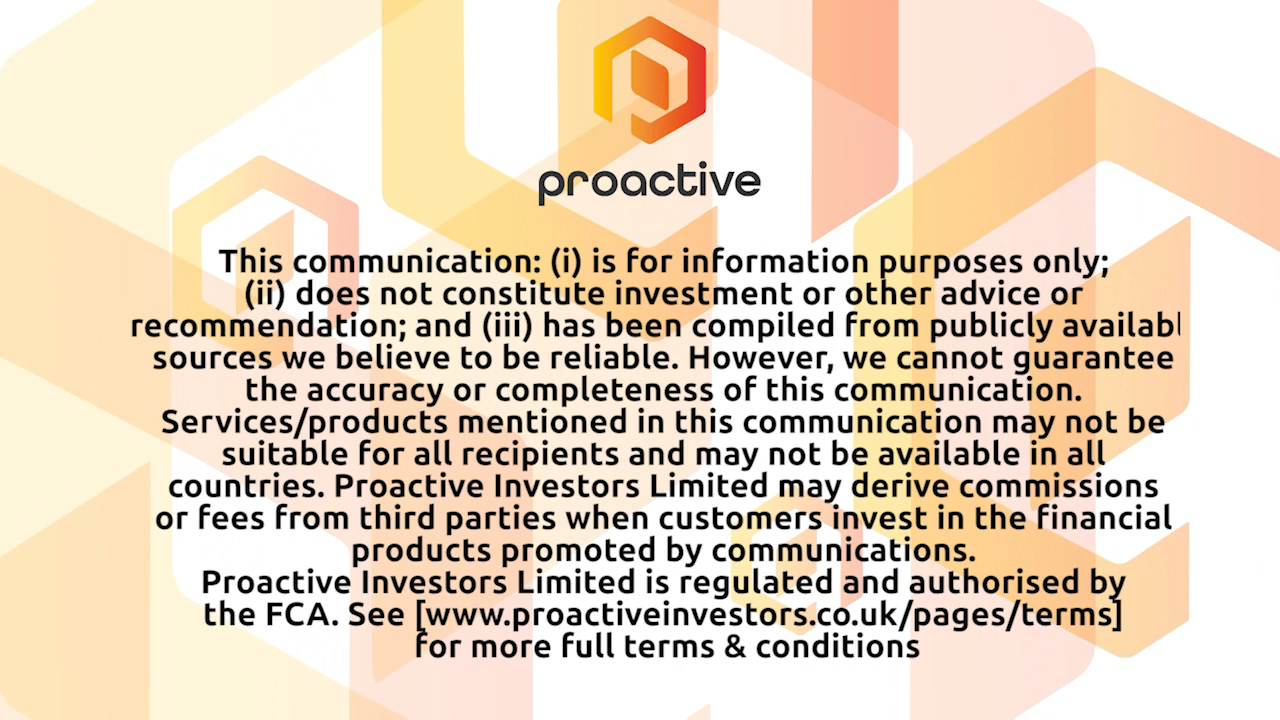 proactive
This communication: (i) is for information purposes only;
(ii) does not constitute investment or other advice or
recommendation; and (iii) has been compiled from publicly availabl
sources we believe to be reliable. However, we cannot guarantee
the accuracy or completeness of this communication.
Services/products mentioned in this communication may not be
suitable for all recipients and may not be available in all
countries. Proactive Investors Limited may derive commissions
or fees from third parties when customers invest in the financial
products promoted by communications.
Proactive Investors Limited is regulated and authorised by
the FCA. See [www.proactiveinvestors.co.uk/pages/terms]
for more full terms & conditions